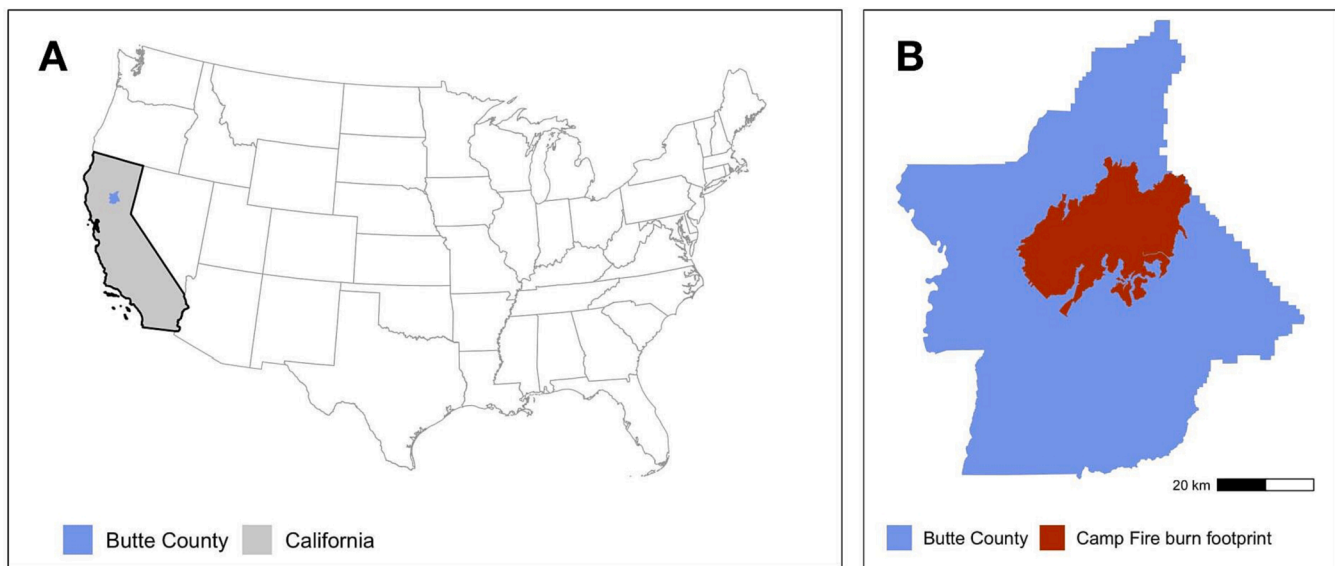 A
B
20 km
Butte County California
Butte County Camp Fire burn footprint